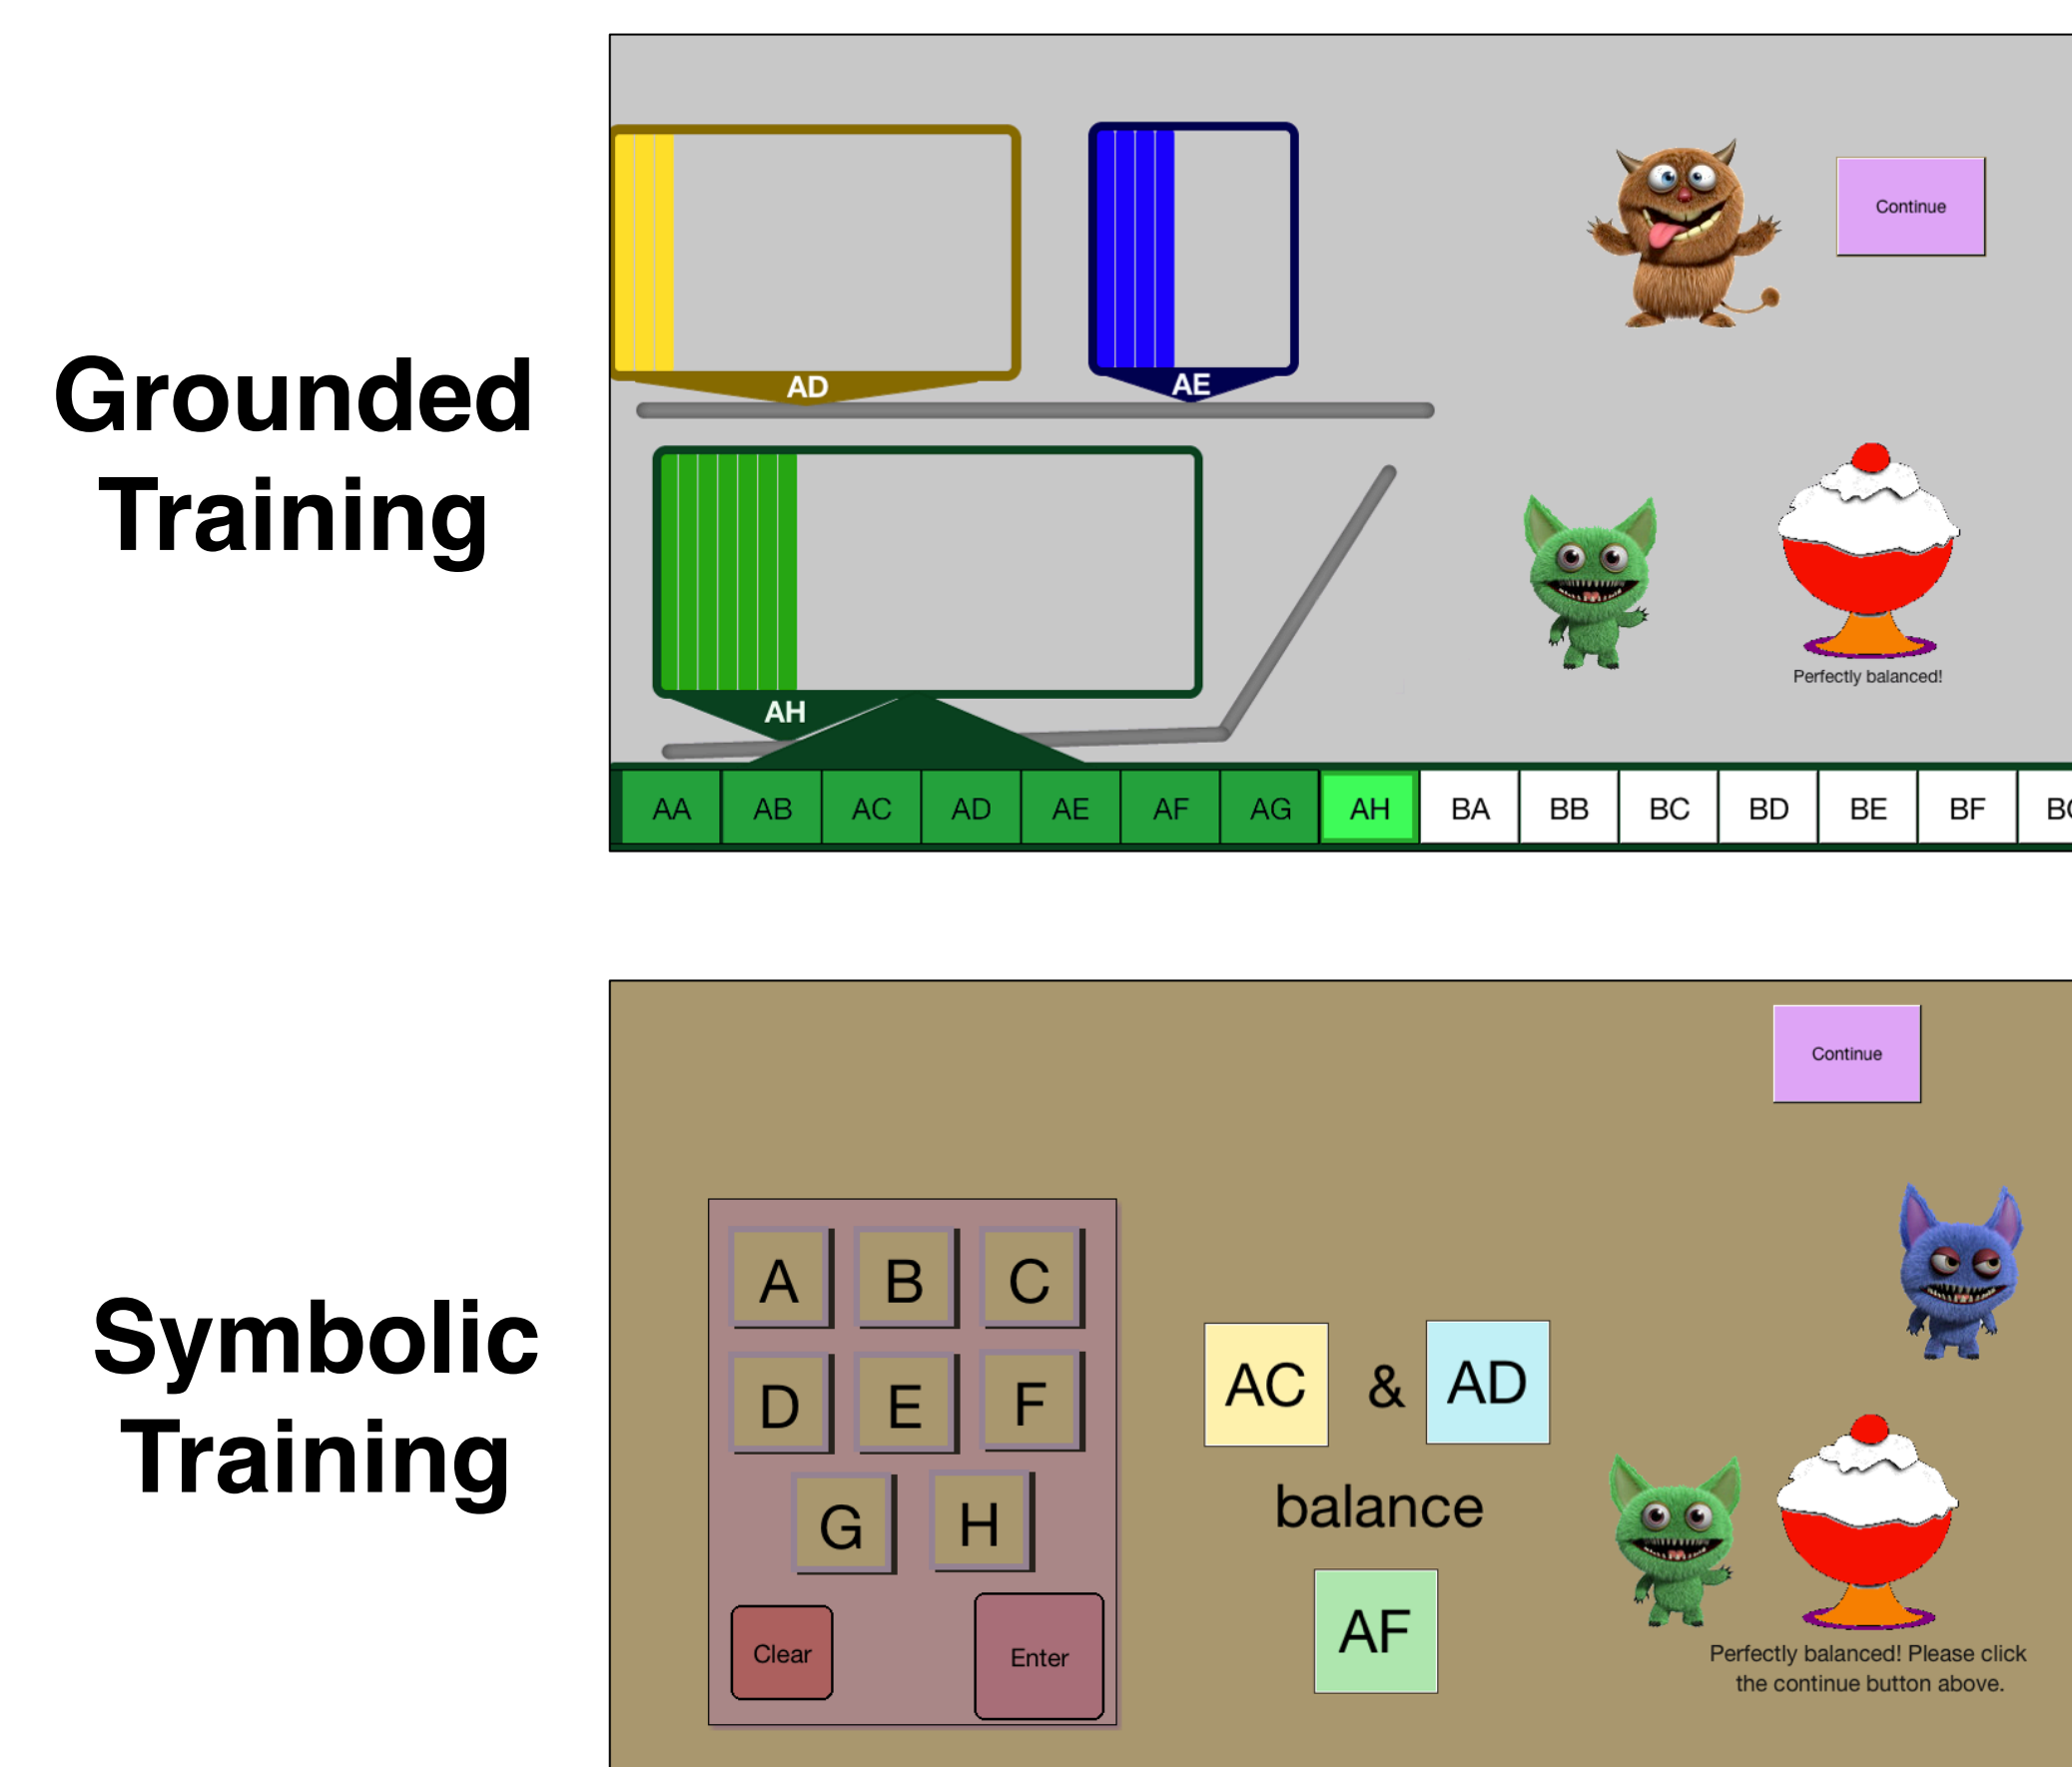 Grounded
Training
Continue
AD
AE
Perfectly balanced!
AH
AA AB AC AD AE AF AG AH BA BB BC BD BE BF
Symbolic
Training
Continue
A B C
D E F
G H
Clear Enter
AC & AD
balance
AF
Perfectly balanced! Please click
the continue button above.